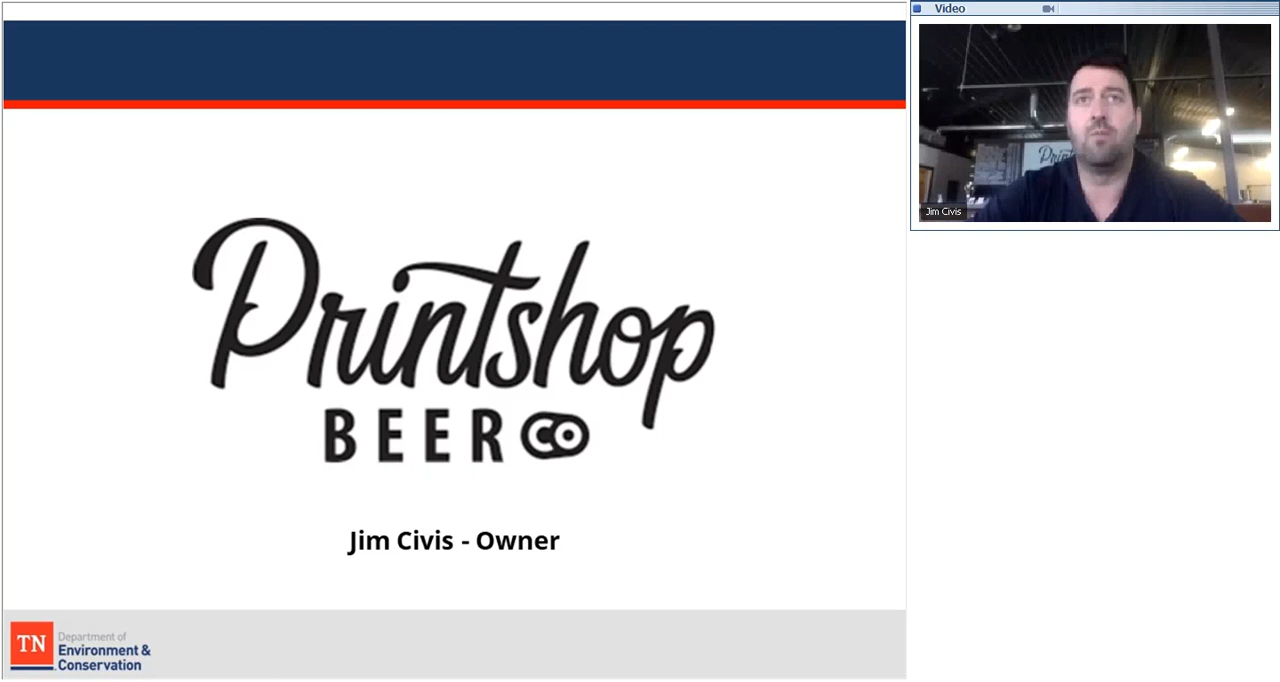 Printshop
BEER CO
Jim Civis - Owner
TN
Department of
Environment &
Conservation
Video
Jim Civis